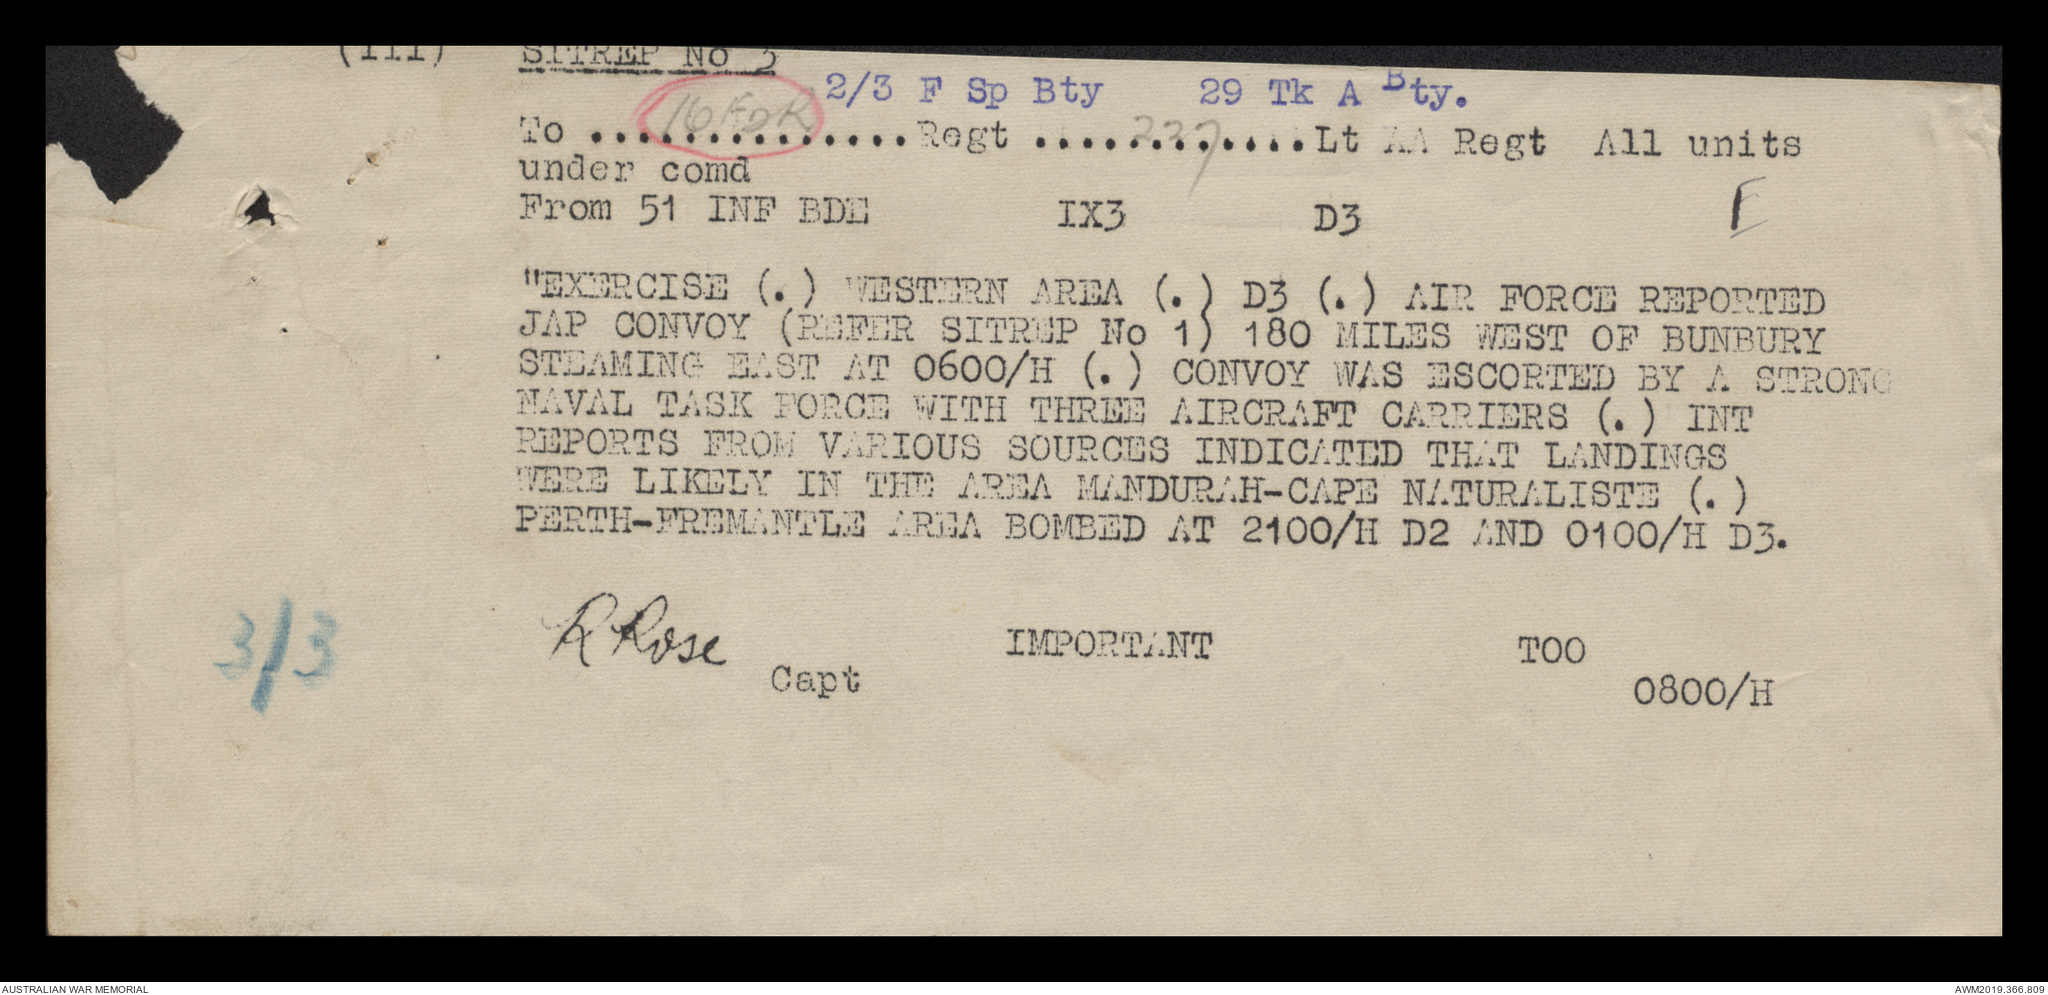 (iii) SITREP No 3
2/3 F Sp Bty 29 Tk A Bty.
To ...16 Fd R...Regt ....237....Lt AA Regt All units
under comd
From 51 INF BDE IX3 D3 E
"EXERCISE (.) WESTERN AREA (.) D3 (.) AIR FORCE REPORTED
JAP CONVOY (REFER SITREP No 1) 180 MILES WEST OF BUNBURY
STEAMING EAST AT 0600/H (.) CONVOY WAS ESCORTED BY A STRONG
NAVAL TASK FORCE WITH THREE AIRCRAFT CARRIERS (.) INT
REPORTS FROM VARIOUS SOURCES INDICATED THAT LANDINGS
WERE LIKELY IN THE AREA MANDURAH-CAPE NATURALISTE (.)
PERTH-FREMANTLE AREA BOMBED AT 2100/H D2 AND 0100/H D3.
3/3
R Rose IMPORTANT TOO
Capt 0800/H
AUSTRALIAN WAR MEMORIAL AWM2019.366.809